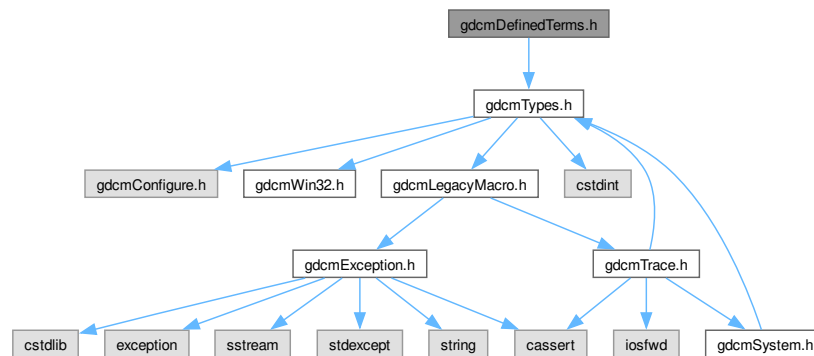 gdcmDefinedTerms.h
gdcmTypes.h
gdcmConfigure.h
gdcmWin32.h
gdcmLegacyMacro.h
cstdint
gdcmException.h
gdcmTrace.h
cstdlib
exception
sstream
stdexcept
string
cassert
iosfwd
gdcmSystem.h